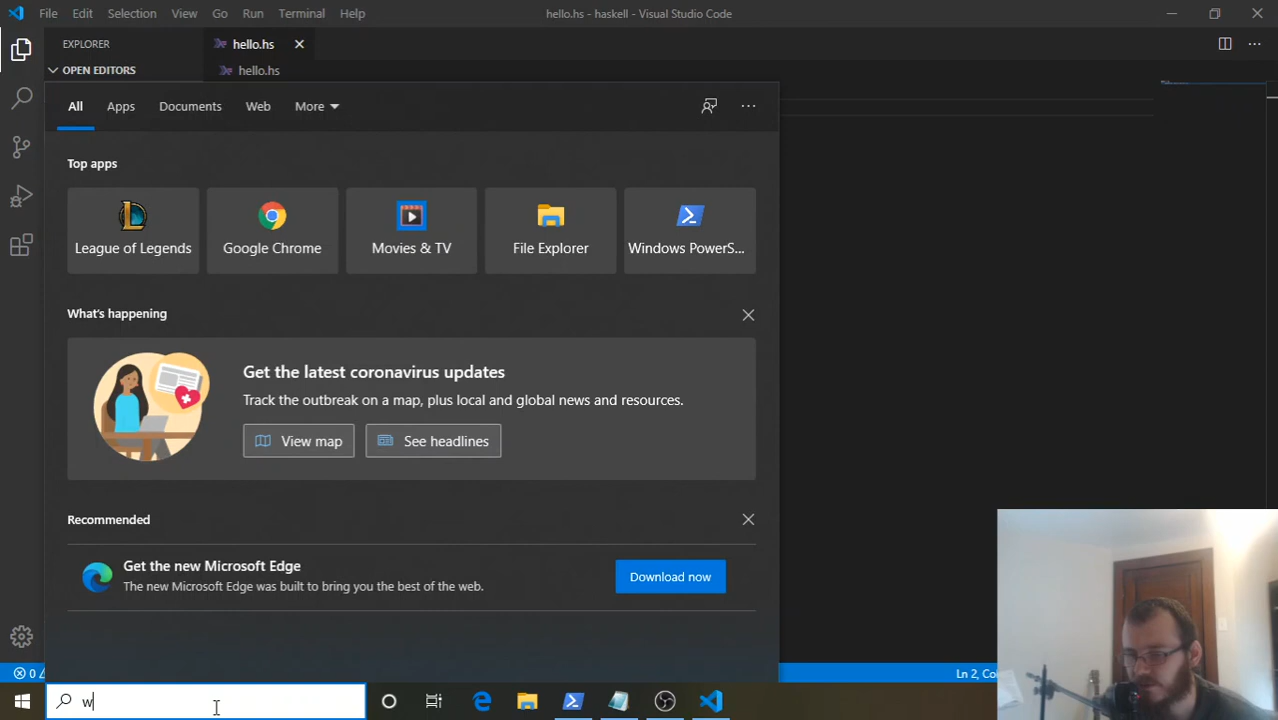 File Edit Selection View Go Run Terminal Help hello.hs - haskell - Visual Studio Code
EXPLORER hello.hs
OPEN EDITORS hello.hs
All Apps Documents Web More
Top apps
League of Legends Google Chrome Movies & TV File Explorer Windows PowerS...
What's happening
Get the latest coronavirus updates
Track the outbreak on a map, plus local and global news and resources.
View map See headlines
Recommended
Get the new Microsoft Edge
The new Microsoft Edge was built to bring you the best of the web.
Download now
0 Ln 2, Co
w